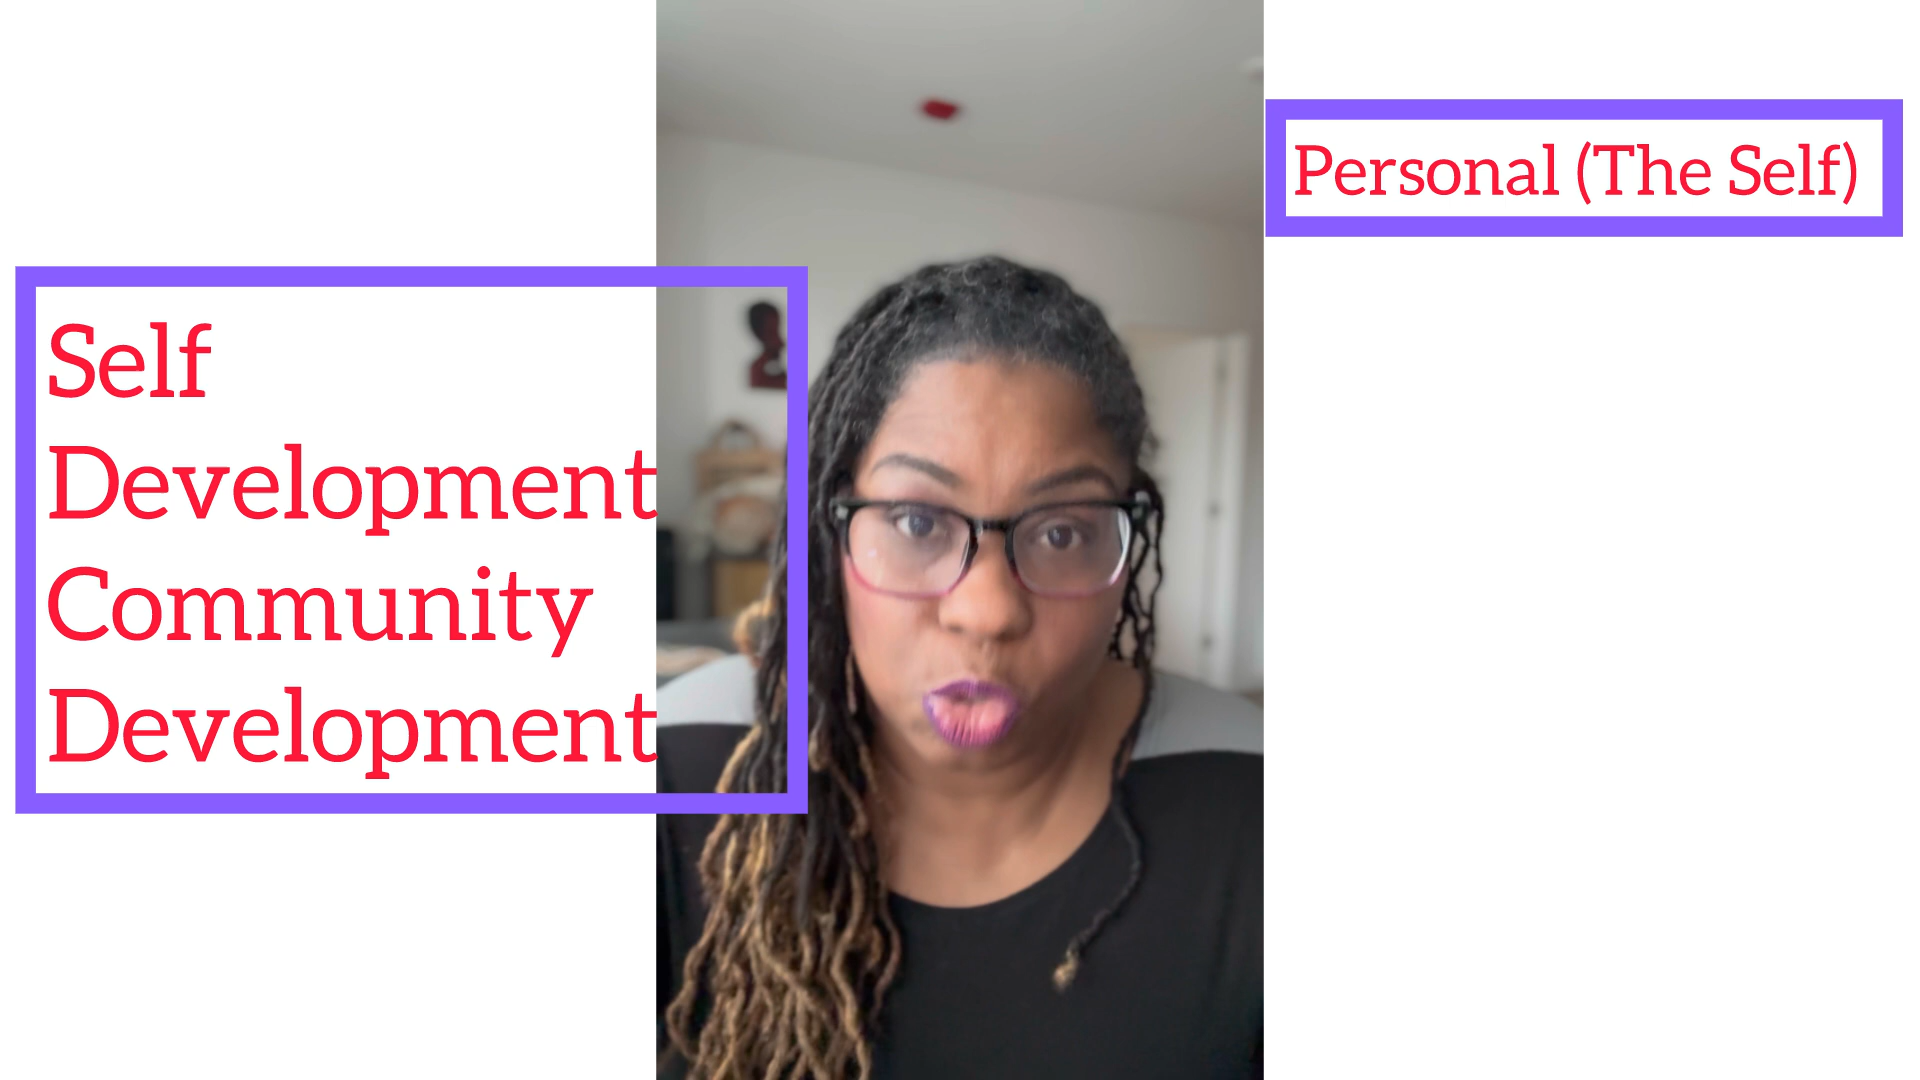 Self
Development
Community
Development
Personal (The Self)